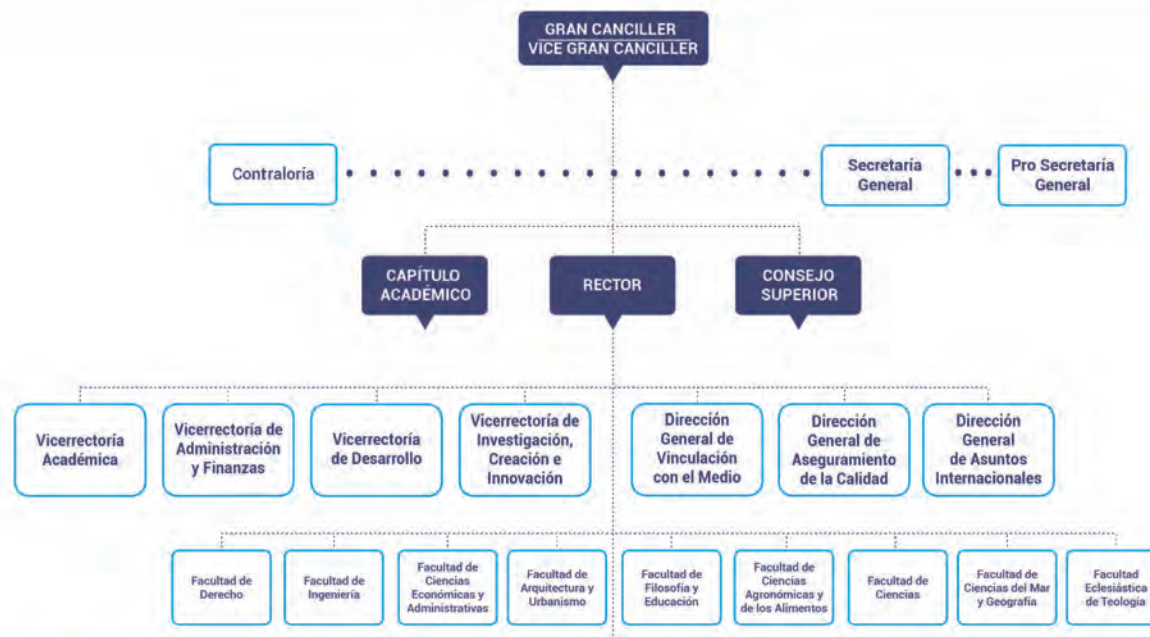 GRAN CANCILLER
VICE GRAN CANCILLER
Contraloría
Secretaría
General
Pro Secretaría
General
CAPÍTULO
ACADÉMICO
RECTOR
CONSEJO
SUPERIOR
Vicerrectoría
Académica
Vicerrectoría de
Administración
y Finanzas
Vicerrectoría
de Desarrollo
Vicerrectoría de
Investigación,
Creación e
Innovación
Dirección
General de
Vinculación
con el Medio
Dirección
General de
Aseguramiento
de la Calidad
Dirección
General
de Asuntos
Internacionales
Facultad de
Derecho
Facultad de
Ingeniería
Facultad de
Ciencias
Económicas y
Administrativas
Facultad de
Arquitectura y
Urbanismo
Facultad de
Filosofía y
Educación
Facultad de
Ciencias
Agronómicas y
de los Alimentos
Facultad de
Ciencias
Facultad de
Ciencias del Mar
y Geografía
Facultad
Eclesiástica
de Teología